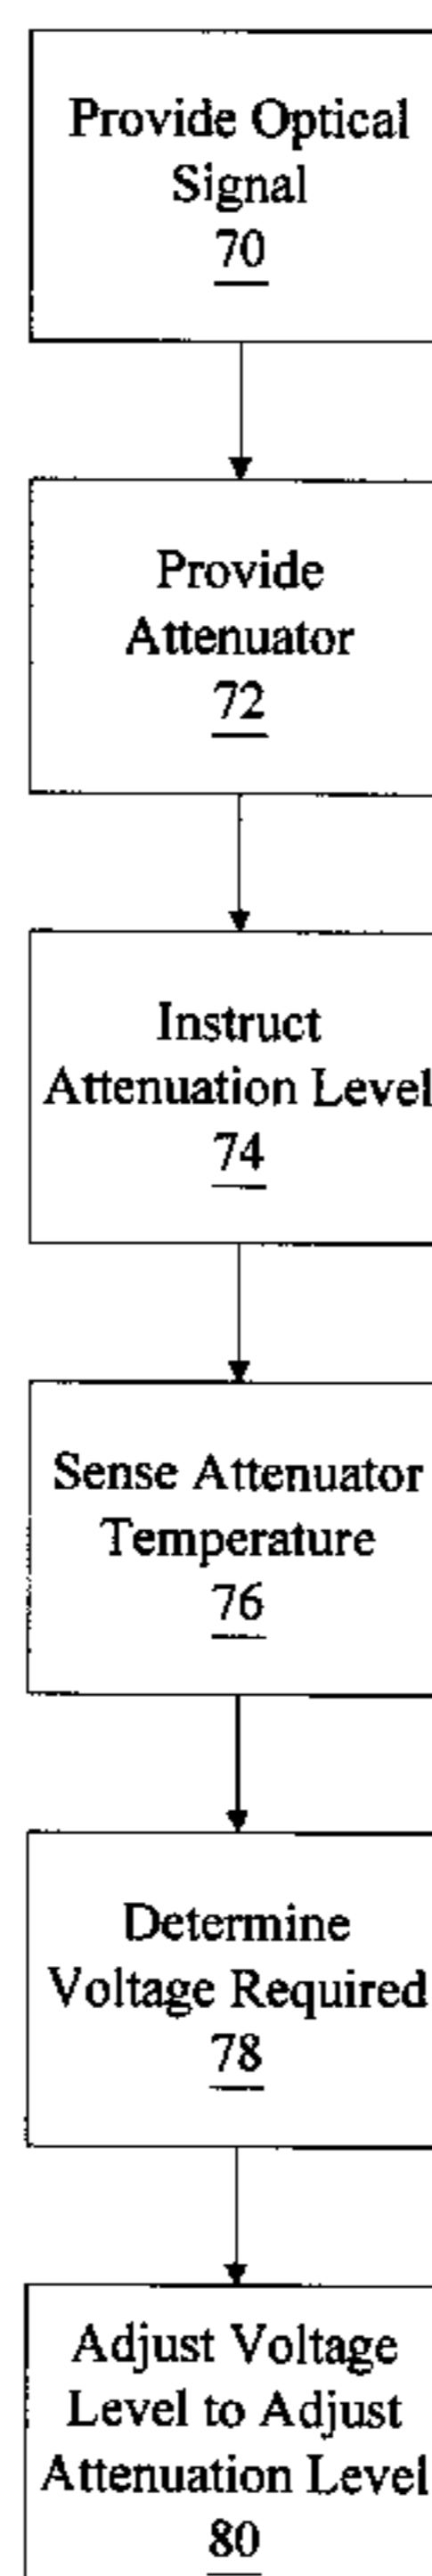 Provide Optical
Signal
70
Provide
Attenuator
72
Instruct
Attenuation Level
74
Sense Attenuator
Temperature
76
Determine
Voltage Required
78
Adjust Voltage
Level to Adjust
Attenuation Level
80